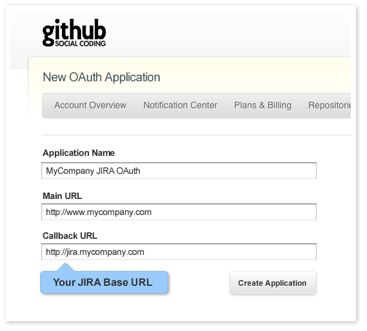 github
SOCIAL CODING
New OAuth Application
Account Overview Notification Center Plans & Billing Repositorie
Application Name
MyCompany JIRA OAuth
Main URL
http://www.mycompany.com
Callback URL
http://jira.mycompany.com
Your JIRA Base URL
Create Application